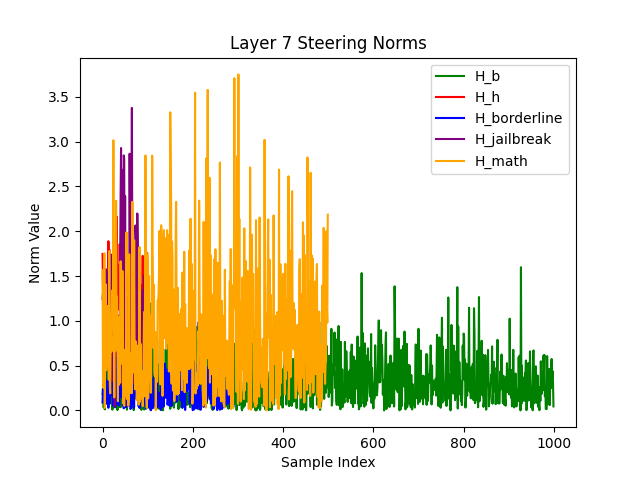 Layer 7 Steering Norms
H_b
H_h
H_borderline
H_jailbreak
H_math
Norm Value
3.5
3.0
2.5
2.0
1.5
1.0
0.5
0.0
0
200
400
600
800
1000
Sample Index